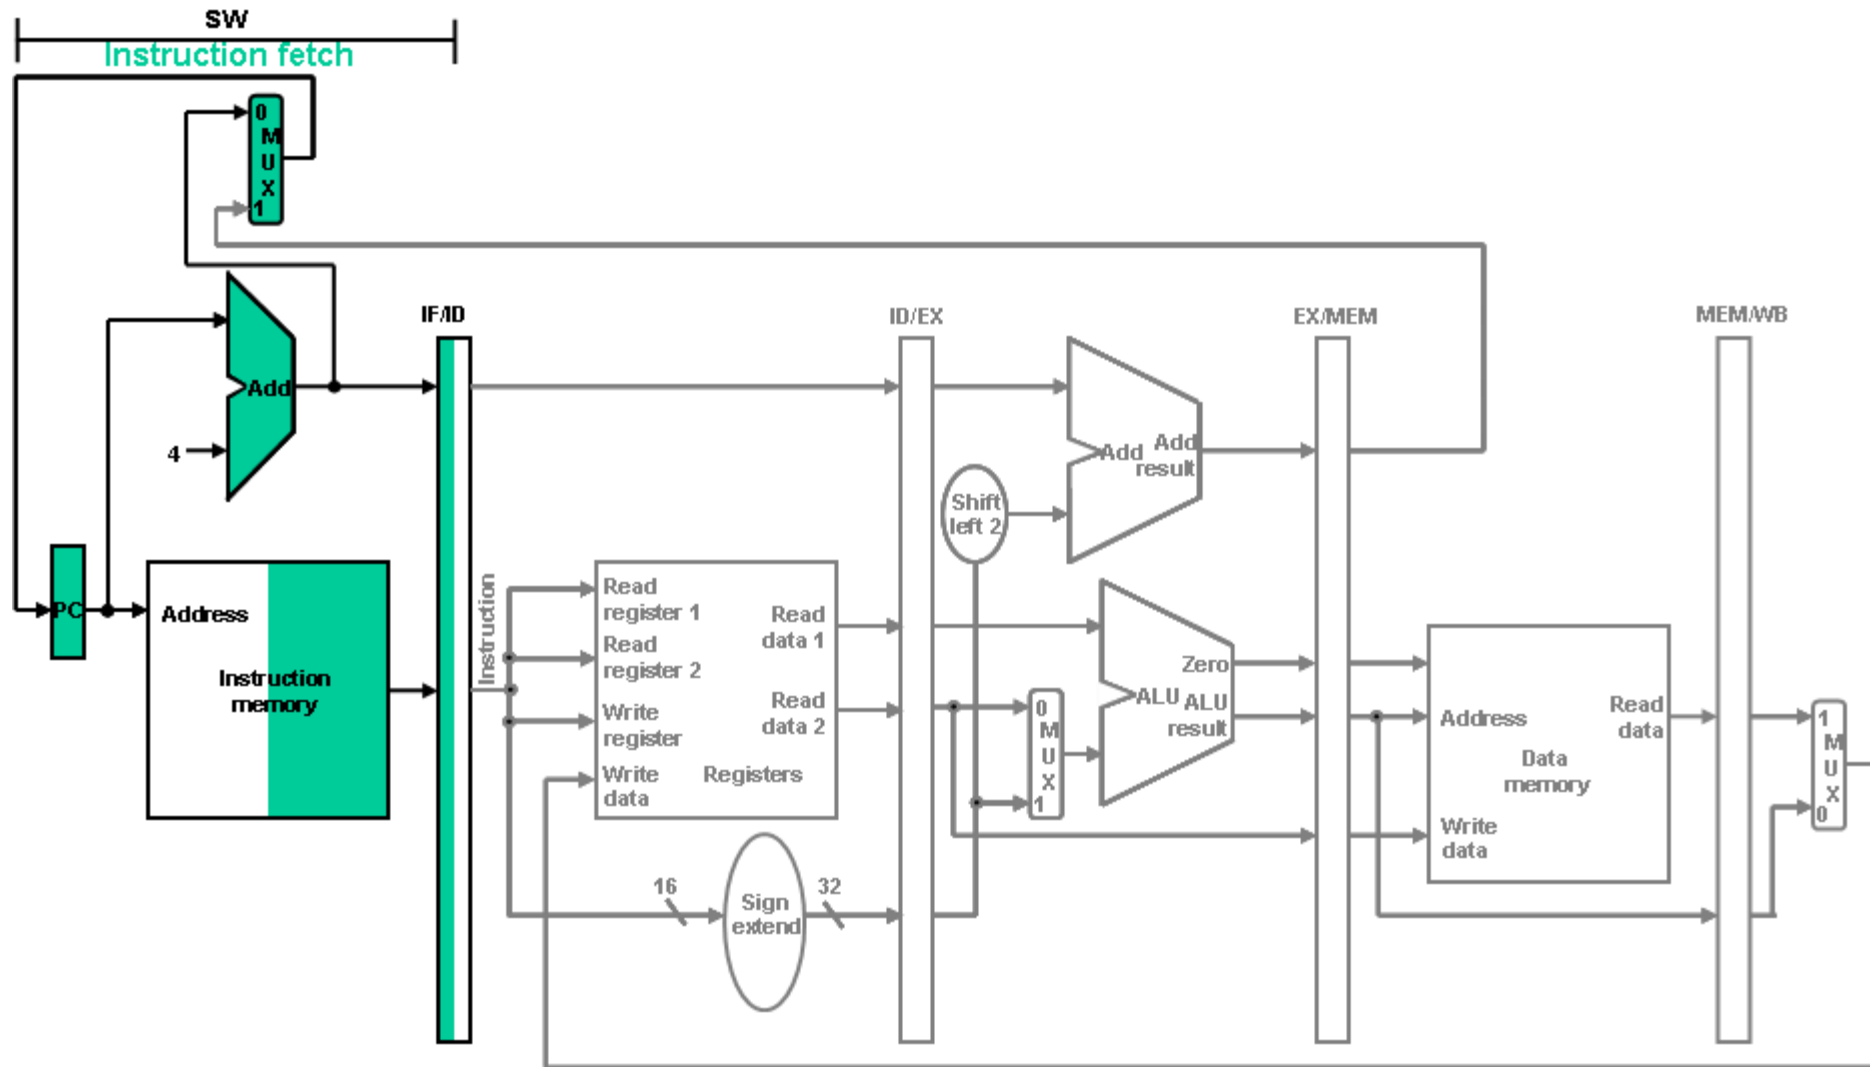 SW
Instruction fetch
0
M
U
X
1
IF/ID
ID/EX
EX/MEM
MEM/WB
Add
4
Add
Add
result
Shift
left 2
PC
Address
Instruction
memory
Instruction
Read
register 1
Read
register 2
Write
register
Write
data
Read
data 1
Read
data 2
Registers
16
Sign
extend
32
0
M
U
X
1
Zero
ALU
ALU
result
Address
Read
data
Data
memory
Write
data
1
M
U
X
0